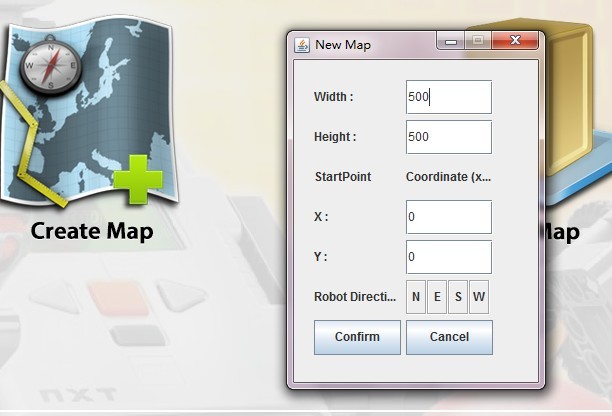 New Map
Width :
500
Height :
500
StartPoint
Coordinate (x...
X :
0
Y :
0
Robot Directi...
N E S W
Confirm
Cancel
N
E
S
W
Create Map
Map
NXT